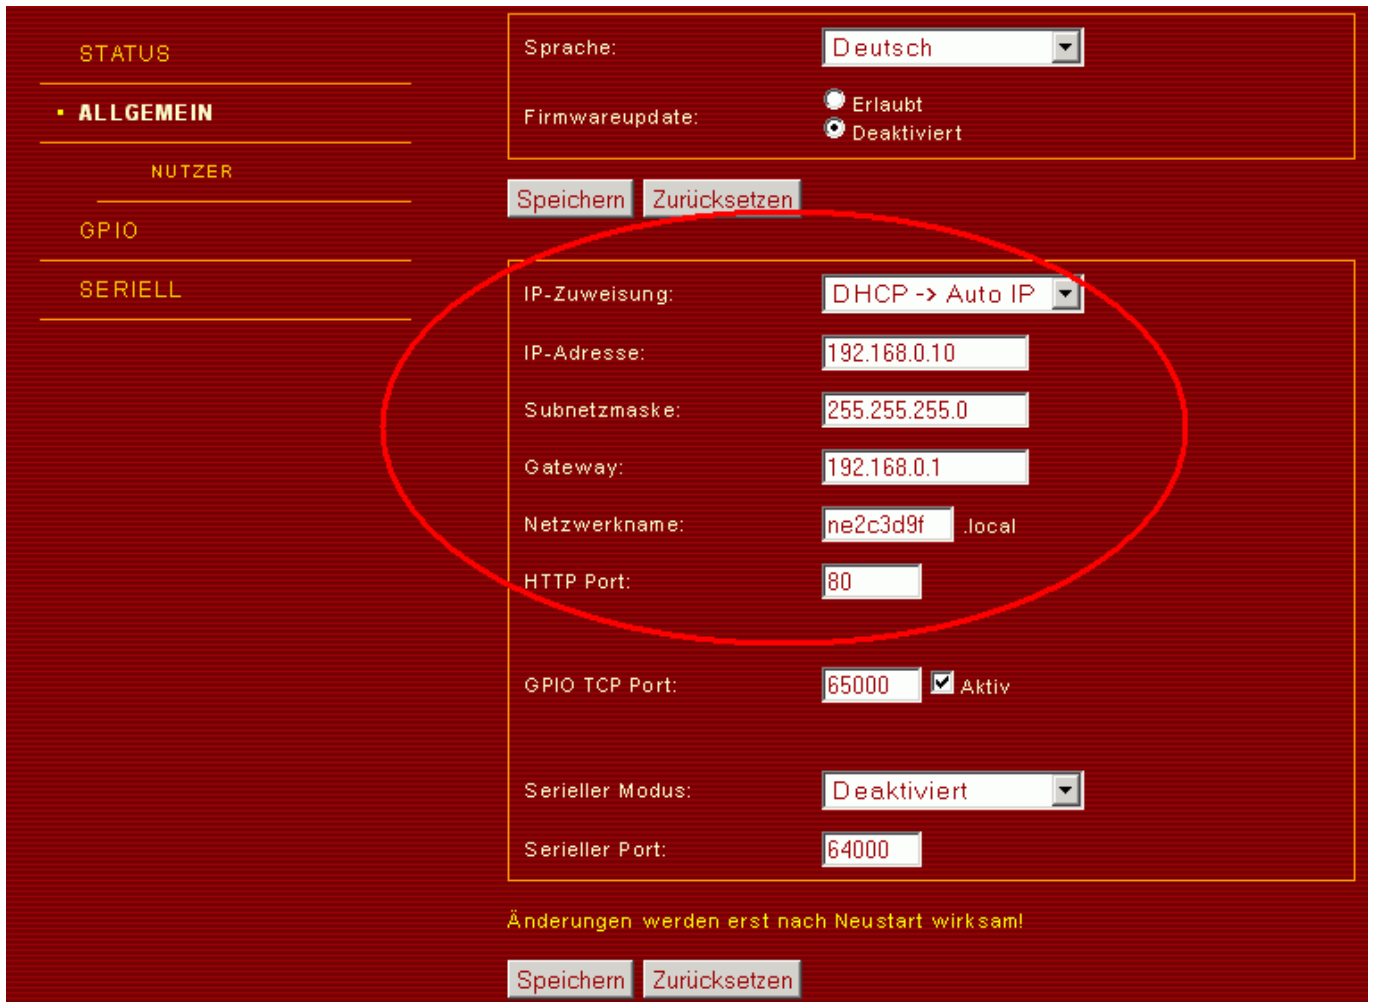 STATUS
ALLGEMEIN
NUTZER
GPIO
SERIELL
Sprache: Deutsch
Firmwareupdate: Erlaubt
Deaktiviert
Speichern Zurücksetzen
IP-Zuweisung: DHCP -> Auto IP
IP-Adresse: 192.168.0.10
Subnetzmaske: 255.255.255.0
Gateway: 192.168.0.1
Netzwerkname: ne2c3d9f .local
HTTP Port: 80
GPIO TCP Port: 65000 Aktiv
Serieller Modus: Deaktiviert
Serieller Port: 64000
Änderungen werden erst nach Neustart wirksam!
Speichern Zurücksetzen